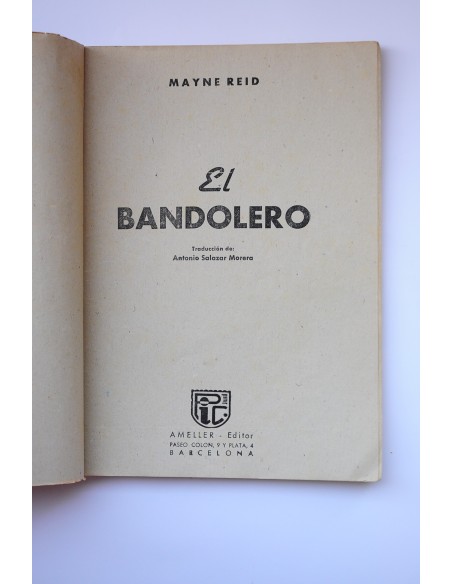 MAYNE REID
El
BANDOLERO
Traducción de:
Antonio Salazar Morera
AMELLER - Editor
PASEO COLON, 9 Y PLATA, 4
BARCELONA